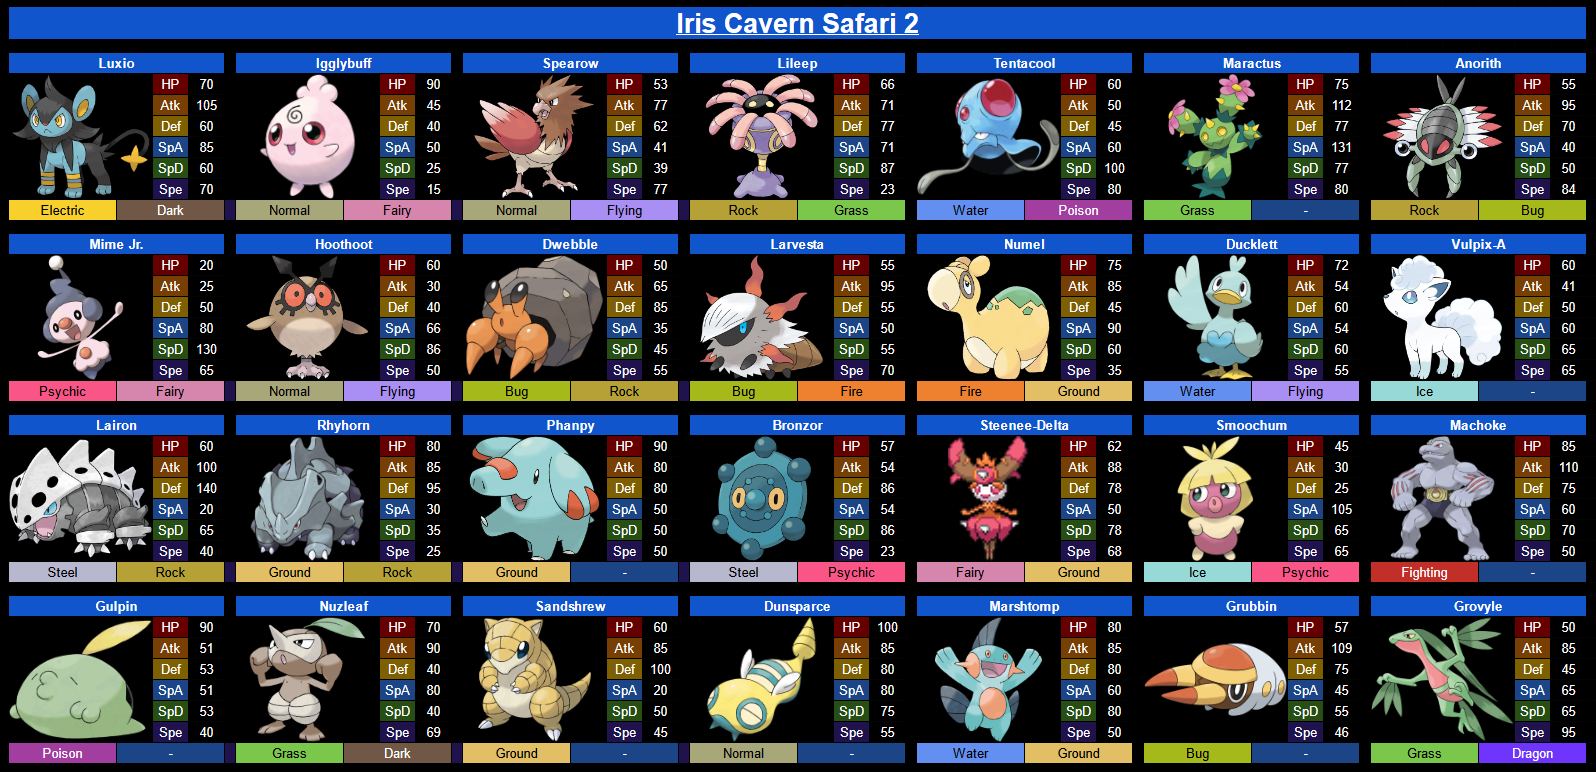 Iris Cavern Safari 2
Luxio Igglybuff Spearow Lileep Tentacool Maractus Anorith
HP 70 HP 90 HP 53 HP 66 HP 60 HP 75 HP 55
Atk 105 Atk 45 Atk 77 Atk 71 Atk 50 Atk 112 Atk 95
Def 60 Def 40 Def 62 Def 77 Def 45 Def 77 Def 70
SpA 85 SpA 50 SpA 41 SpA 71 SpA 60 SpA 131 SpA 40
SpD 60 SpD 25 SpD 39 SpD 87 SpD 100 SpD 77 SpD 50
Spe 70 Spe 15 Spe 77 Spe 23 Spe 80 Spe 80 Spe 84
Electric Dark Normal Fairy Normal Flying Rock Grass Water Poison Grass - Rock Bug
Mime Jr. Hoothoot Dwebble Larvesta Numel Ducklett Vulpix-A
HP 20 HP 60 HP 50 HP 55 HP 75 HP 72 HP 60
Atk 25 Atk 30 Atk 65 Atk 95 Atk 85 Atk 54 Atk 41
Def 50 Def 40 Def 85 Def 55 Def 45 Def 60 Def 50
SpA 80 SpA 66 SpA 35 SpA 50 SpA 90 SpA 54 SpA 60
SpD 130 SpD 86 SpD 45 SpD 55 SpD 60 SpD 60 SpD 65
Spe 65 Spe 50 Spe 55 Spe 70 Spe 35 Spe 55 Spe 65
Psychic Fairy Normal Flying Bug Rock Bug Fire Fire Ground Water Flying Ice -
Lairon Rhyhorn Phanpy Bronzor Steenee-Delta Smoochum Machoke
HP 60 HP 80 HP 90 HP 57 HP 62 HP 45 HP 85
Atk 100 Atk 85 Atk 80 Atk 54 Atk 88 Atk 30 Atk 110
Def 140 Def 95 Def 80 Def 86 Def 78 Def 25 Def 75
SpA 20 SpA 30 SpA 50 SpA 54 SpA 50 SpA 105 SpA 60
SpD 65 SpD 35 SpD 50 SpD 86 SpD 78 SpD 65 SpD 70
Spe 40 Spe 25 Spe 50 Spe 23 Spe 68 Spe 65 Spe 50
Steel Rock Ground Rock Ground - Steel Psychic Fairy Ground Ice Psychic Fighting -
Gulpin Nuzleaf Sandshrew Dunsparce Marshtomp Grubbin Grovyle
HP 90 HP 70 HP 60 HP 100 HP 80 HP 57 HP 50
Atk 51 Atk 90 Atk 85 Atk 85 Atk 85 Atk 109 Atk 85
Def 53 Def 40 Def 100 Def 80 Def 80 Def 75 Def 45
SpA 51 SpA 80 SpA 20 SpA 80 SpA 60 SpA 45 SpA 65
SpD 53 SpD 40 SpD 50 SpD 75 SpD 80 SpD 55 SpD 65
Spe 40 Spe 69 Spe 45 Spe 55 Spe 50 Spe 46 Spe 95
Poison - Grass Dark Ground - Normal - Water Ground Bug - Grass Dragon